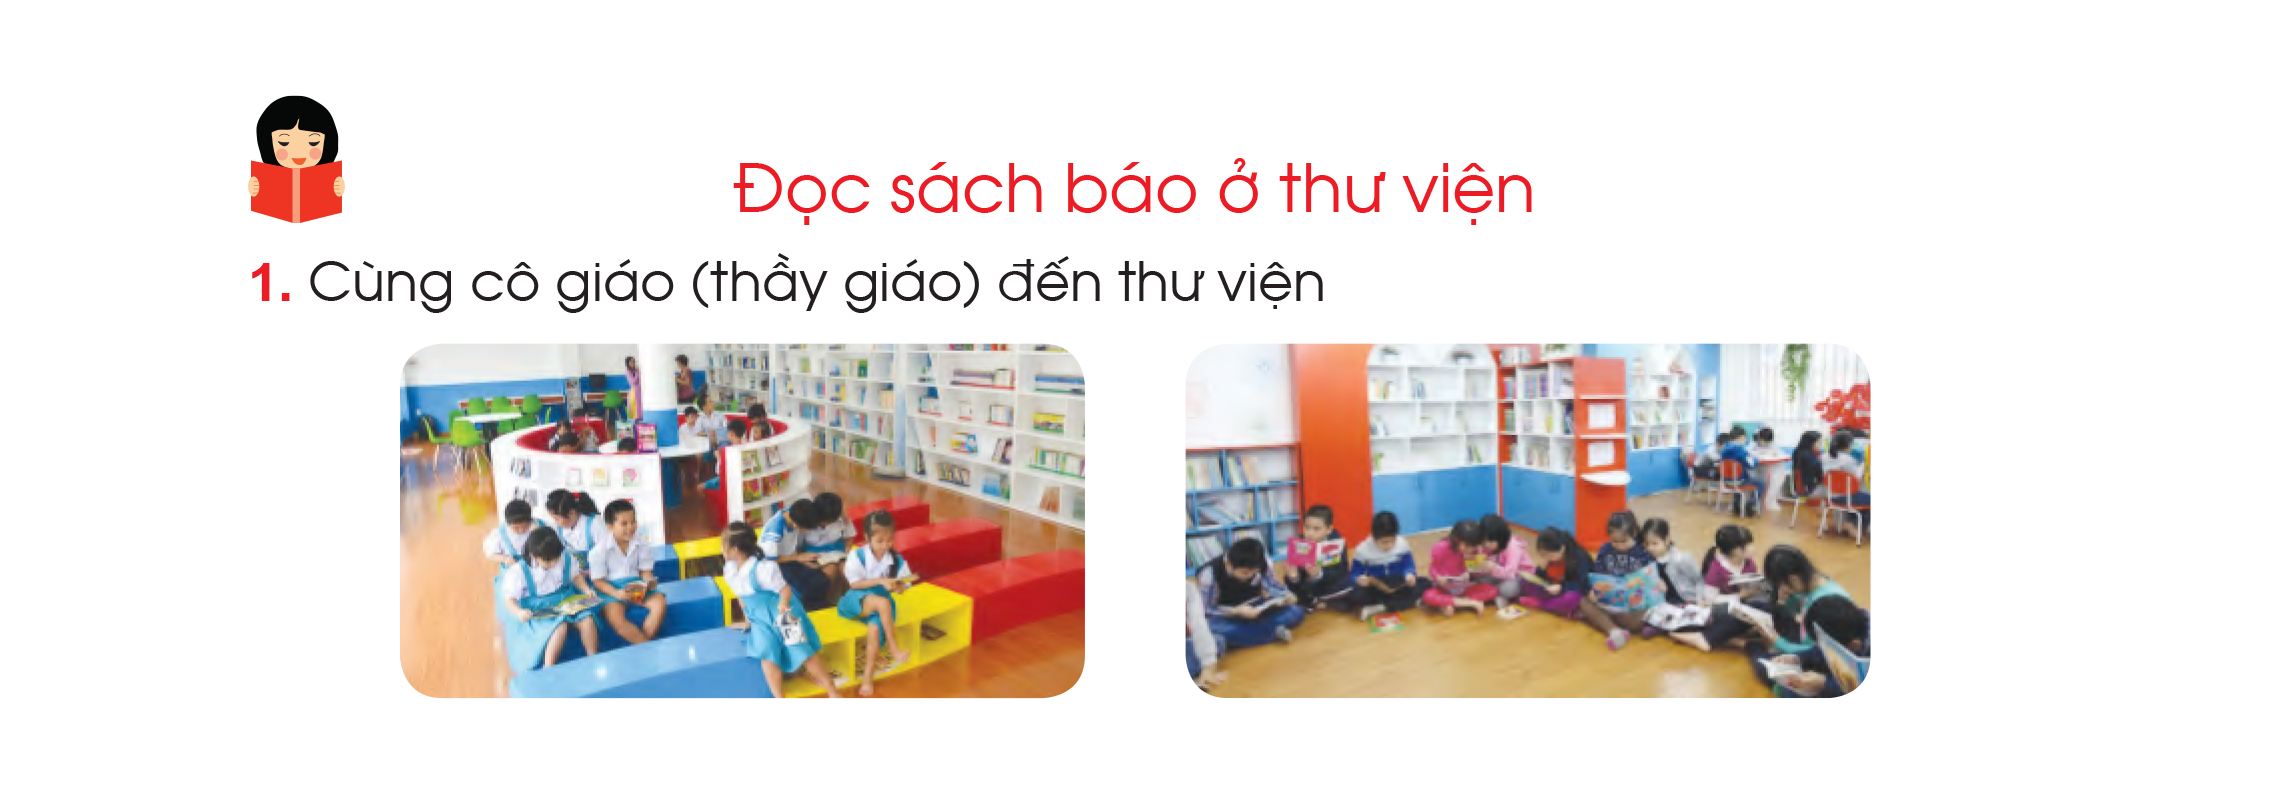 Đọc sách báo ở thư viện
1. Cùng cô giáo (thầy giáo) đến thư viện